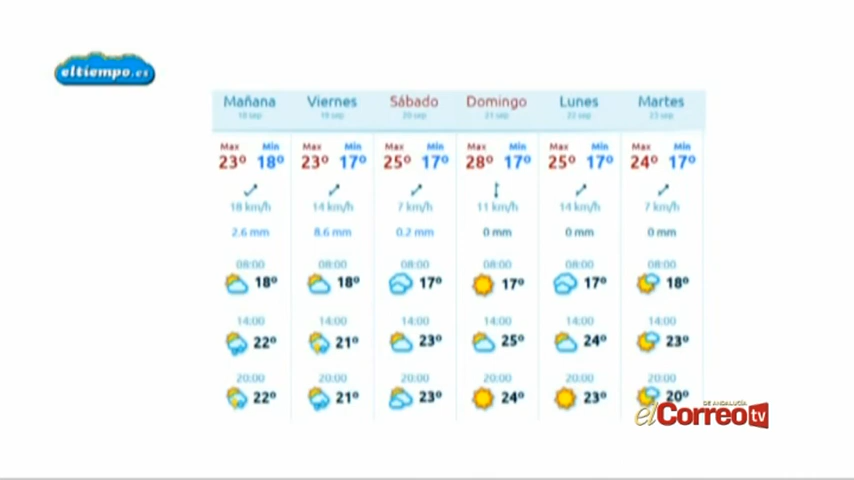 eltiempo.es
Mañana Viernes Sábado Domingo Lunes Martes
18 sep 19 sep 20 sep 21 sep 22 sep 23 sep
Max Min Max Min Max Min Max Min Max Min Max Min
23º 18º 23º 17º 25º 17º 28º 17º 25º 17º 24º 17º
18 km/h 14 km/h 7 km/h 11 km/h 14 km/h 7 km/h
2.6 mm 8.6 mm 0.2 mm 0 mm 0 mm 0 mm
08:00 08:00 08:00 08:00 08:00 08:00
18º 18º 17º 17º 17º 18º
14:00 14:00 14:00 14:00 14:00 14:00
22º 21º 23º 25º 24º 23º
20:00 20:00 20:00 20:00 20:00 20:00
22º 21º 23º 24º 23º 20º
DE ANDALUCÍA
elCorreotv